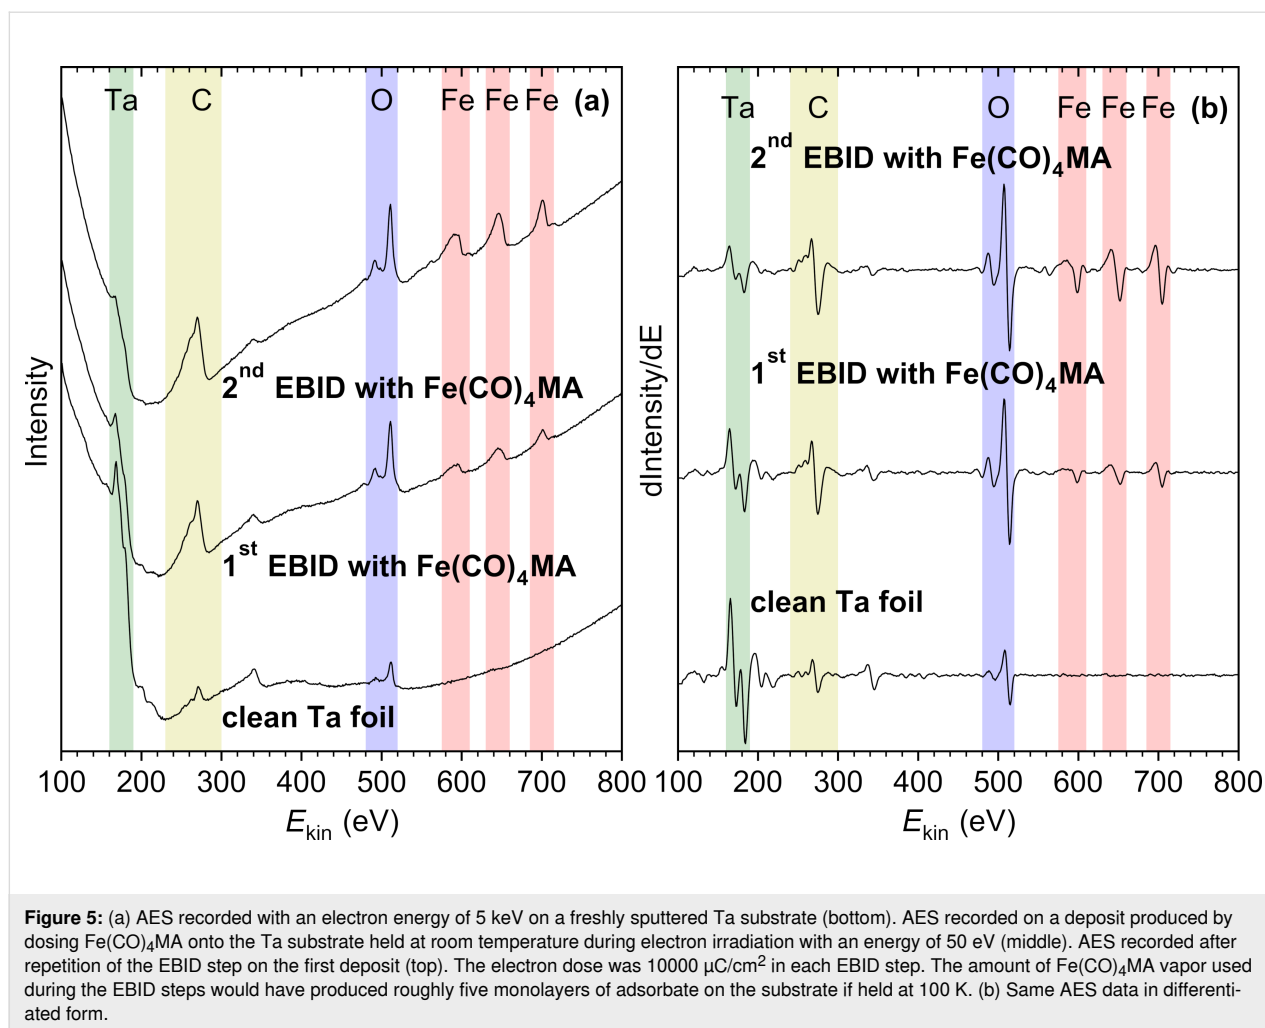 Ta C O Fe Fe Fe (a)
2nd EBID with Fe(CO)4MA
1st EBID with Fe(CO)4MA
clean Ta foil
Intensity
100 200 300 400 500 600 700 800
Ekin (eV)
Ta C O Fe Fe Fe (b)
2nd EBID with Fe(CO)4MA
1st EBID with Fe(CO)4MA
clean Ta foil
dIntensity/dE
100 200 300 400 500 600 700 800
Ekin (eV)
Figure 5: (a) AES recorded with an electron energy of 5 keV on a freshly sputtered Ta substrate (bottom). AES recorded on a deposit produced by
dosing Fe(CO)4MA onto the Ta substrate held at room temperature during electron irradiation with an energy of 50 eV (middle). AES recorded after
repetition of the EBID step on the first deposit (top). The electron dose was 10000 μC/cm2 in each EBID step. The amount of Fe(CO)4MA vapor used
during the EBID steps would have produced roughly five monolayers of adsorbate on the substrate if held at 100 K. (b) Same AES data in differenti-
ated form.